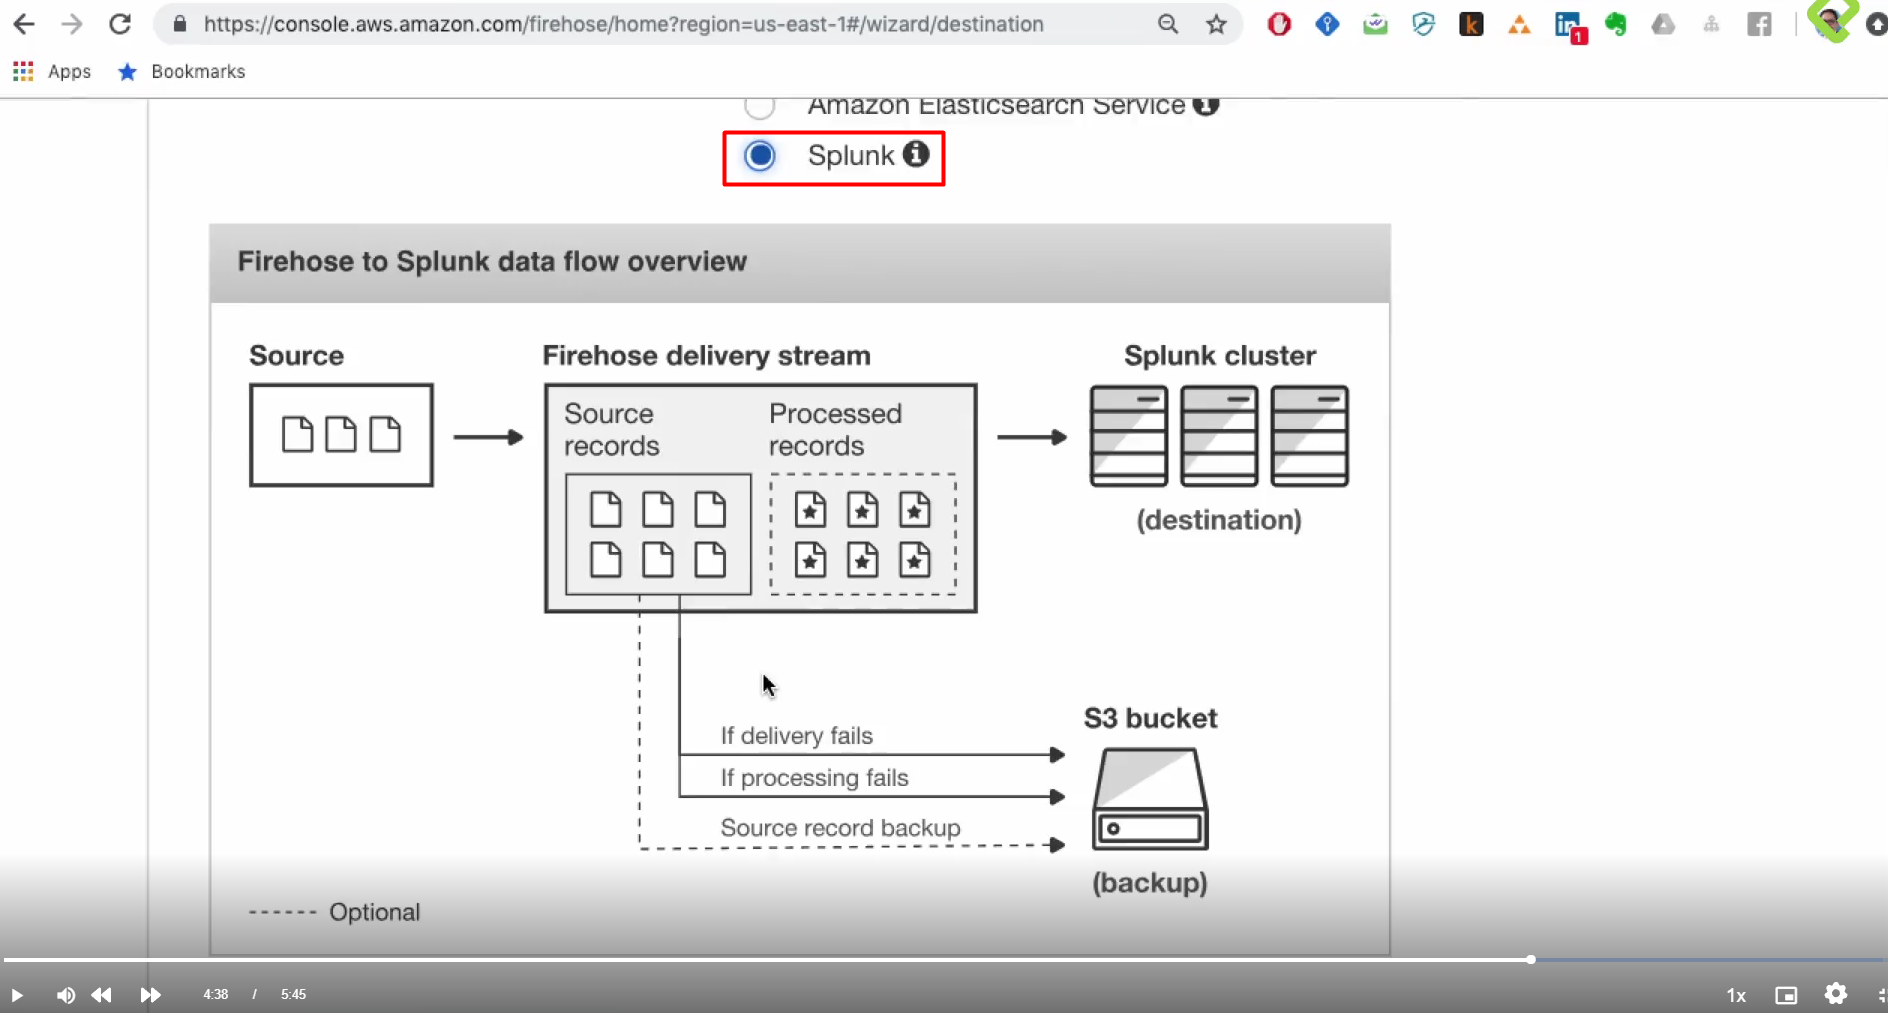 https://console.aws.amazon.com/firehose/home?region=us-east-1#/wizard/destination
1
Apps
Bookmarks
Amazon Elasticsearch Service
Splunk
Firehose to Splunk data flow overview
Source
Firehose delivery stream
Splunk cluster
Source records
Processed records
(destination)
If delivery fails
If processing fails
Source record backup
S3 bucket
(backup)
Optional
4:38 / 5:45
1x